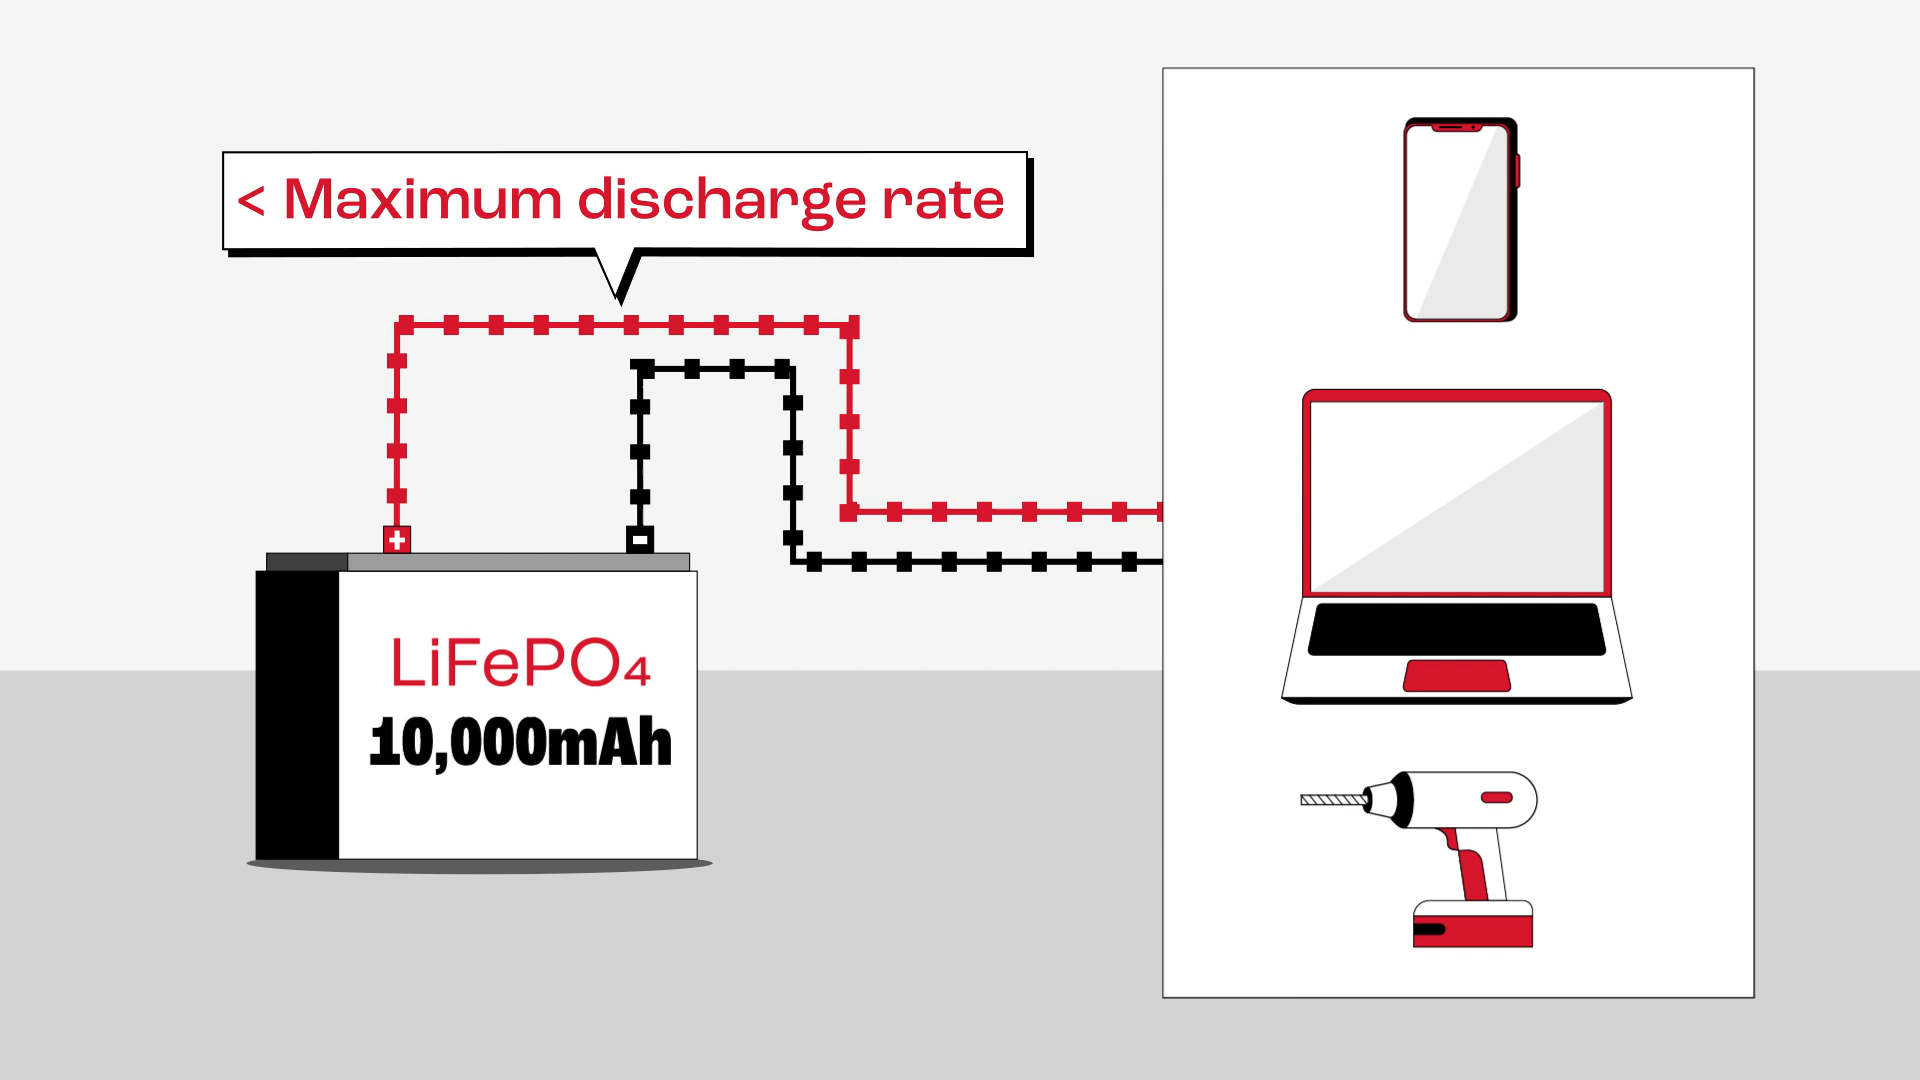 < Maximum discharge rate
LiFePO₄
10,000mAh